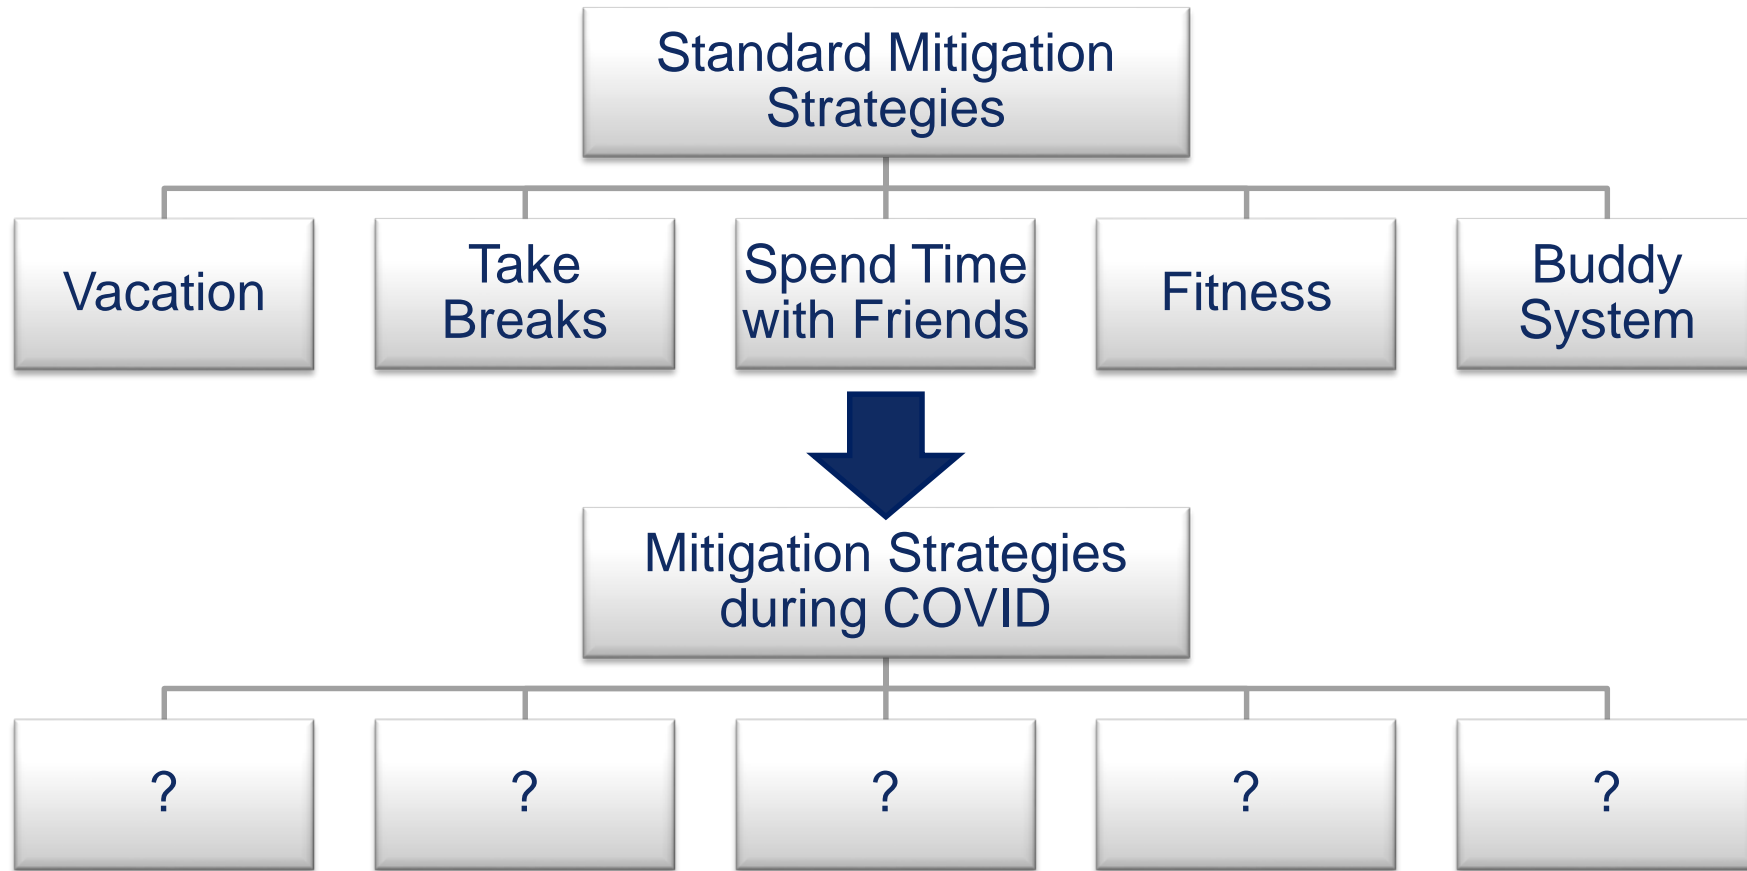 Standard Mitigation
Strategies
Vacation
Take
Breaks
Spend Time
with Friends
Fitness
Buddy
System
Mitigation Strategies
during COVID
?
?
?
?
?